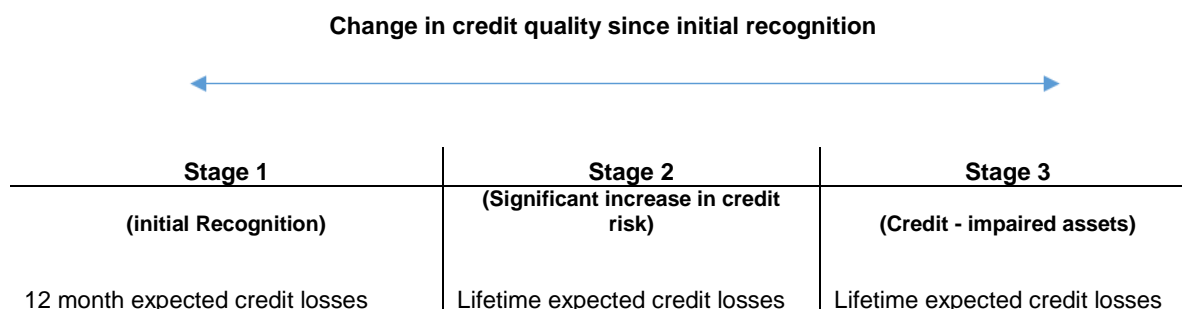 Change in credit quality since initial recognition
Stage 1
Stage 2
Stage 3
(initial Recognition)
(Significant increase in credit
risk)
(Credit - impaired assets)
12 month expected credit losses
Lifetime expected credit losses
Lifetime expected credit losses